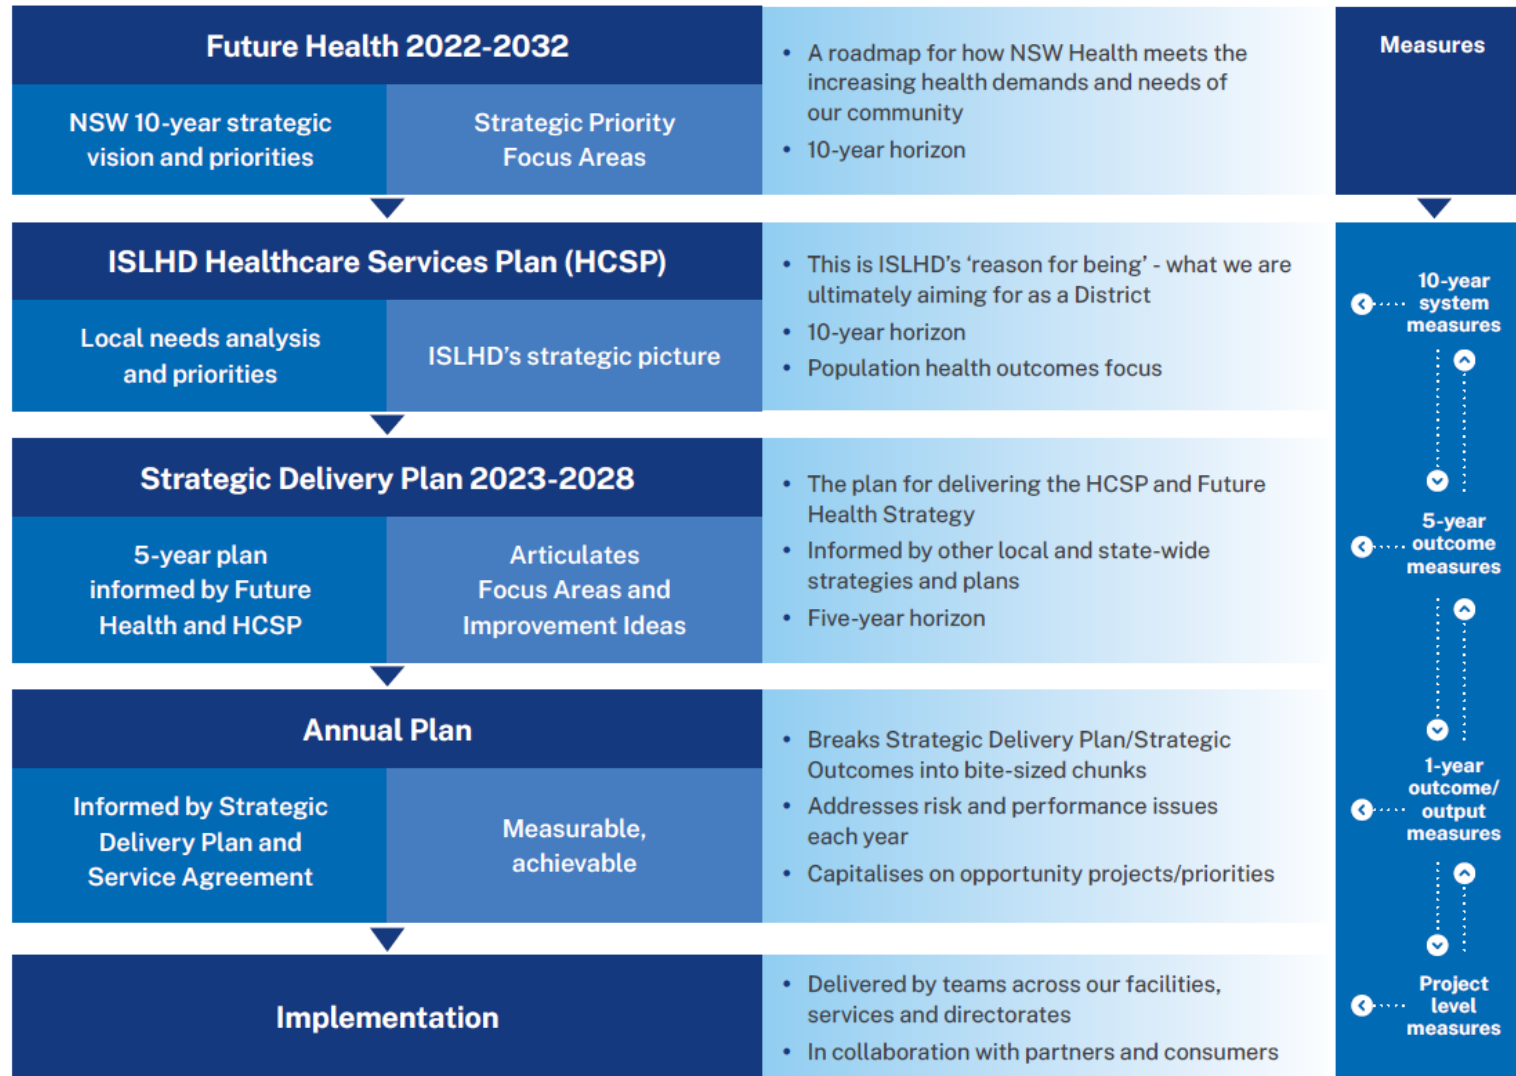 Future Health 2022-2032
NSW 10-year strategic
vision and priorities
Strategic Priority
Focus Areas
• A roadmap for how NSW Health meets the
increasing health demands and needs of
our community
• 10-year horizon
Measures
ISLHD Healthcare Services Plan (HCSP)
Local needs analysis
and priorities
ISLHD’s strategic picture
• This is ISLHD’s ‘reason for being’ - what we are
ultimately aiming for as a District
• 10-year horizon
• Population health outcomes focus
10-year
system
measures
Strategic Delivery Plan 2023-2028
5-year plan
informed by Future
Health and HCSP
Articulates
Focus Areas and
Improvement Ideas
• The plan for delivering the HCSP and Future
Health Strategy
• Informed by other local and state-wide
strategies and plans
• Five-year horizon
5-year
outcome
measures
Annual Plan
Informed by Strategic
Delivery Plan and
Service Agreement
Measurable,
achievable
• Breaks Strategic Delivery Plan/Strategic
Outcomes into bite-sized chunks
• Addresses risk and performance issues
each year
• Capitalises on opportunity projects/priorities
1-year
outcome/
output
measures
Implementation
• Delivered by teams across our facilities,
services and directorates
• In collaboration with partners and consumers
Project
level
measures